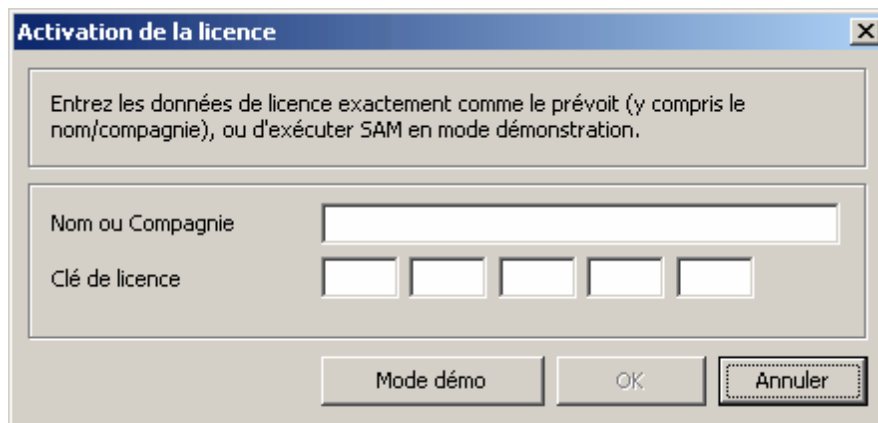 Activation de la licence
Entrez les données de licence exactement comme le prévoit (y compris le
nom/compagnie), ou d'exécuter SAM en mode démonstration.
Nom ou Compagnie
Clé de licence
Mode démo OK Annuler